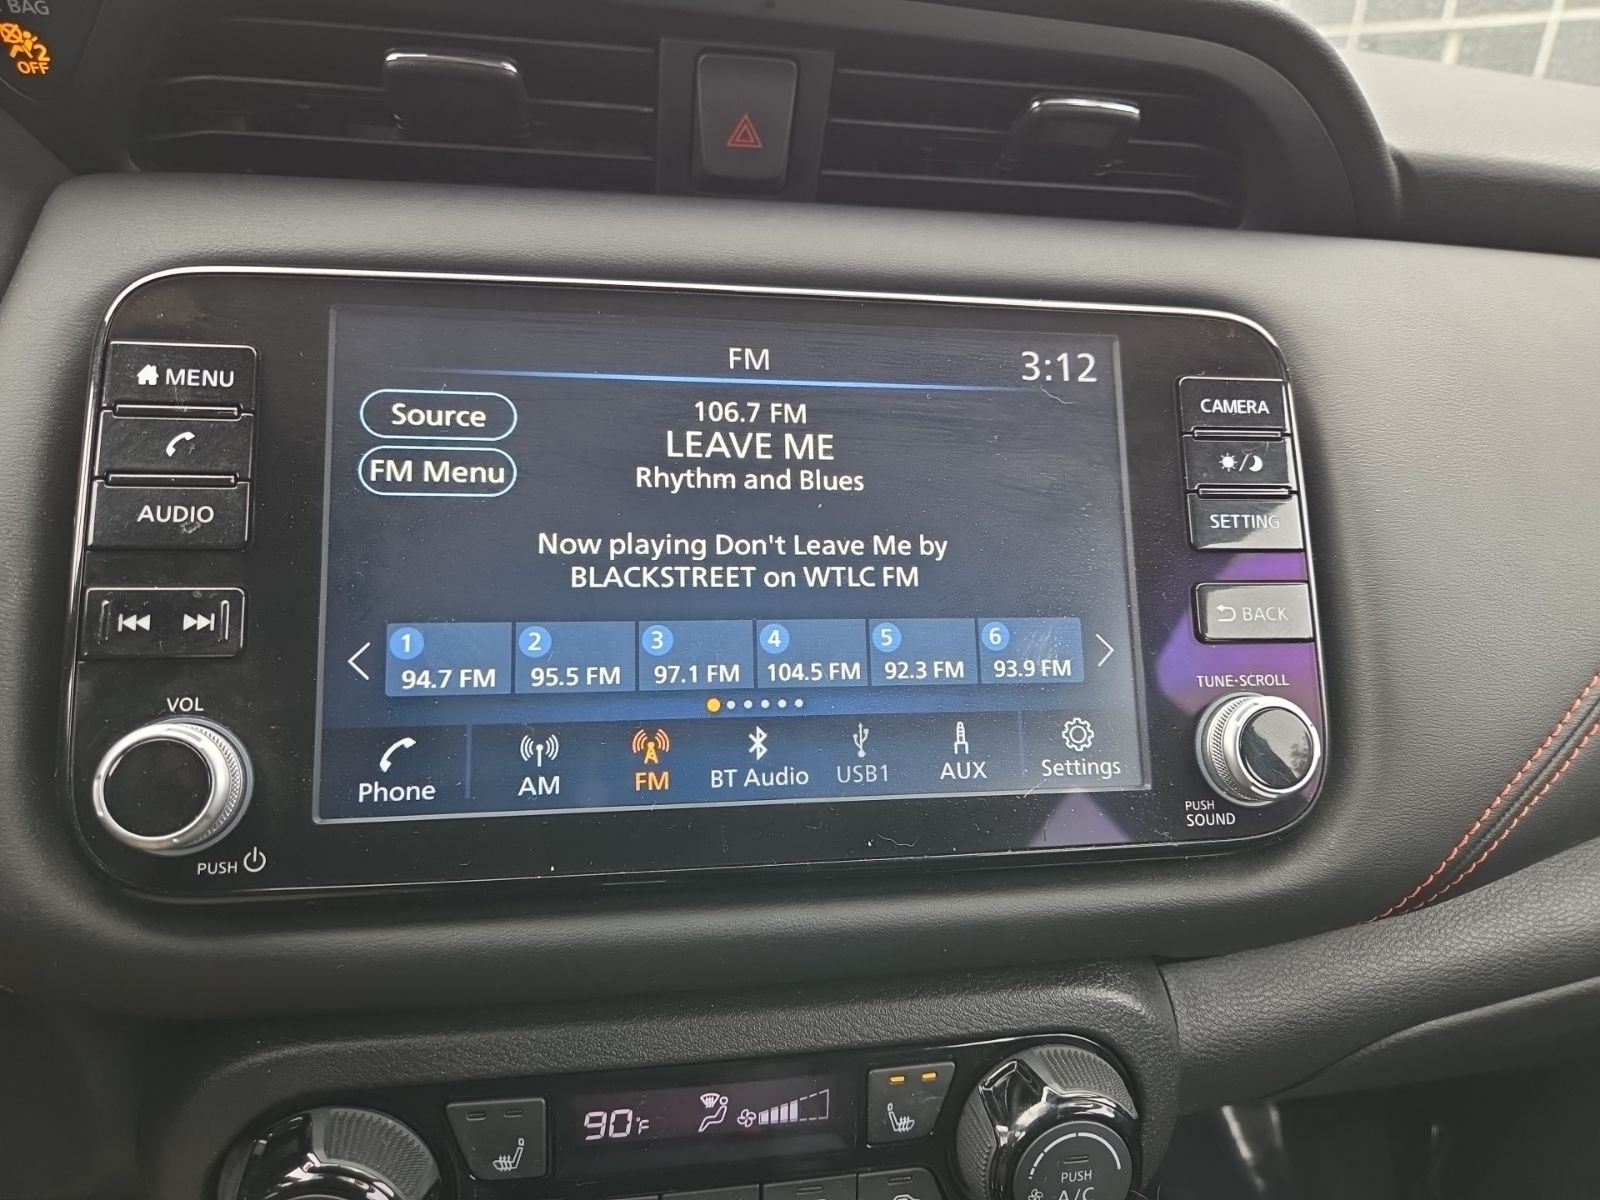 BAG
2
OFF
MENU
AUDIO
VOL
PUSH
FM
3:12
Source
FM Menu
106.7 FM
LEAVE ME
Rhythm and Blues
Now playing Don't Leave Me by
BLACKSTREET on WTLC FM
1
94.7 FM
2
95.5 FM
3
97.1 FM
4
104.5 FM
5
92.3 FM
6
93.9 FM
Phone
AM
FM
BT Audio
USB1
AUX
Settings
CAMERA
SETTING
BACK
TUNE·SCROLL
PUSH
SOUND
90°F
PUSH
A/C